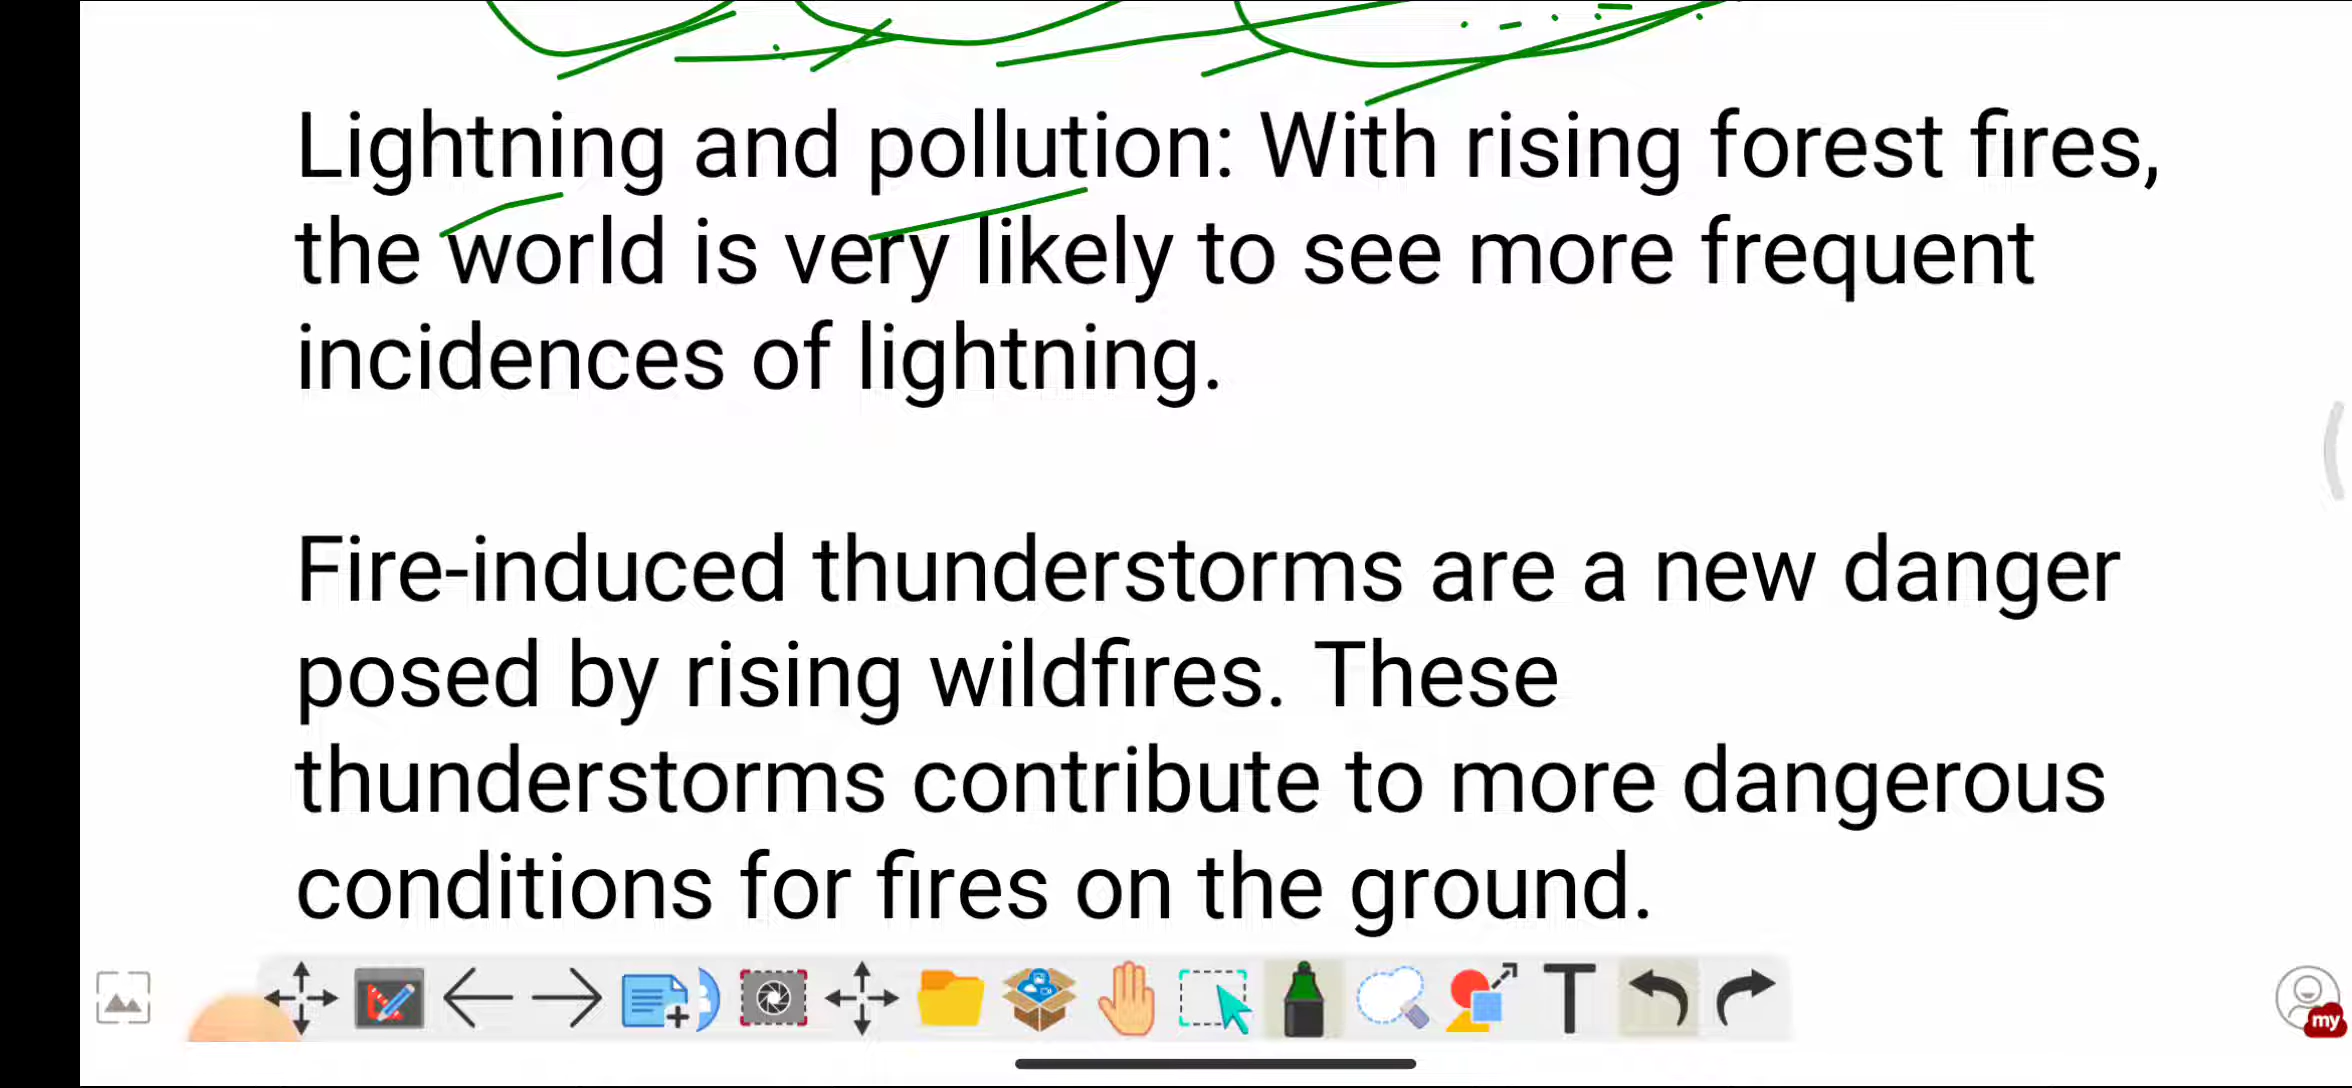 Lightning and pollution: With rising forest fires,
the world is very likely to see more frequent
incidences of lightning.
Fire-induced thunderstorms are a new danger
posed by rising wildfires. These
thunderstorms contribute to more dangerous
conditions for fires on the ground.
T
my